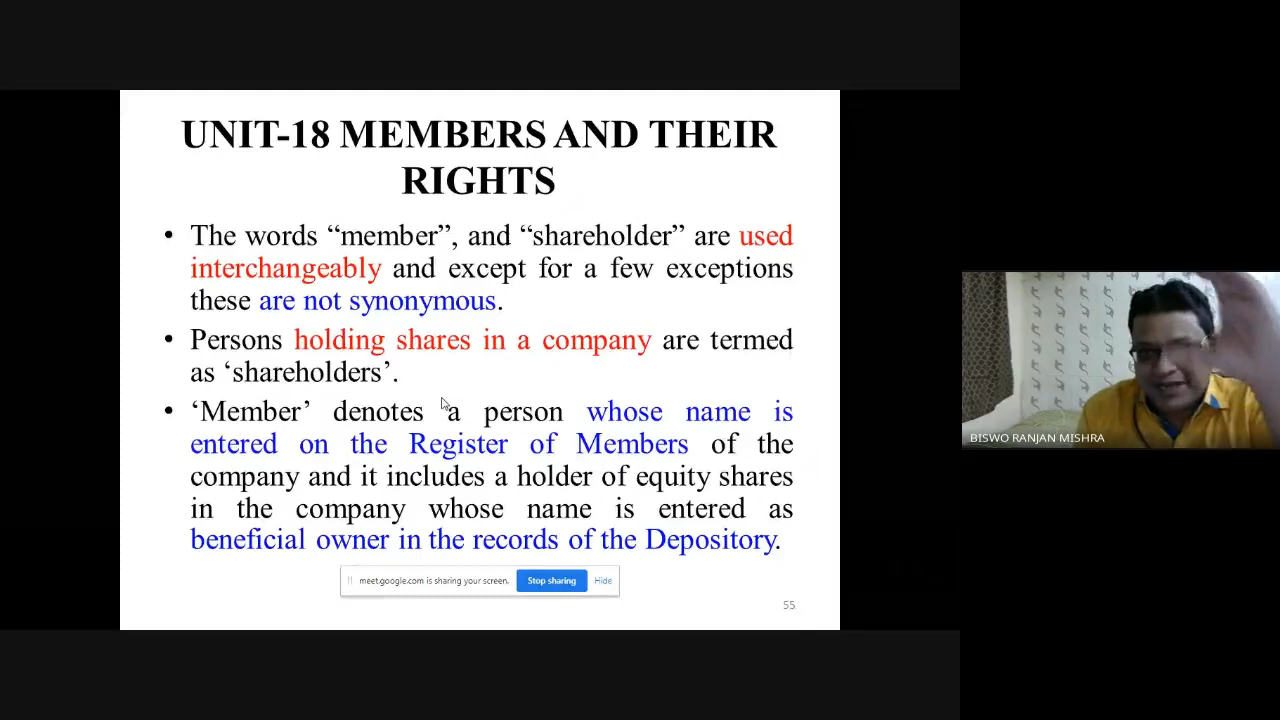 UNIT-18 MEMBERS AND THEIR
RIGHTS
• The words “member”, and “shareholder” are used
interchangeably and except for a few exceptions
these are not synonymous.
• Persons holding shares in a company are termed
as ‘shareholders’.
• ‘Member’ denotes a person whose name is
entered on the Register of Members of the
company and it includes a holder of equity shares
in the company whose name is entered as
beneficial owner in the records of the Depository.
meet.google.com is sharing your screen. Stop sharing Hide
55
BISWO RANJAN MISHRA